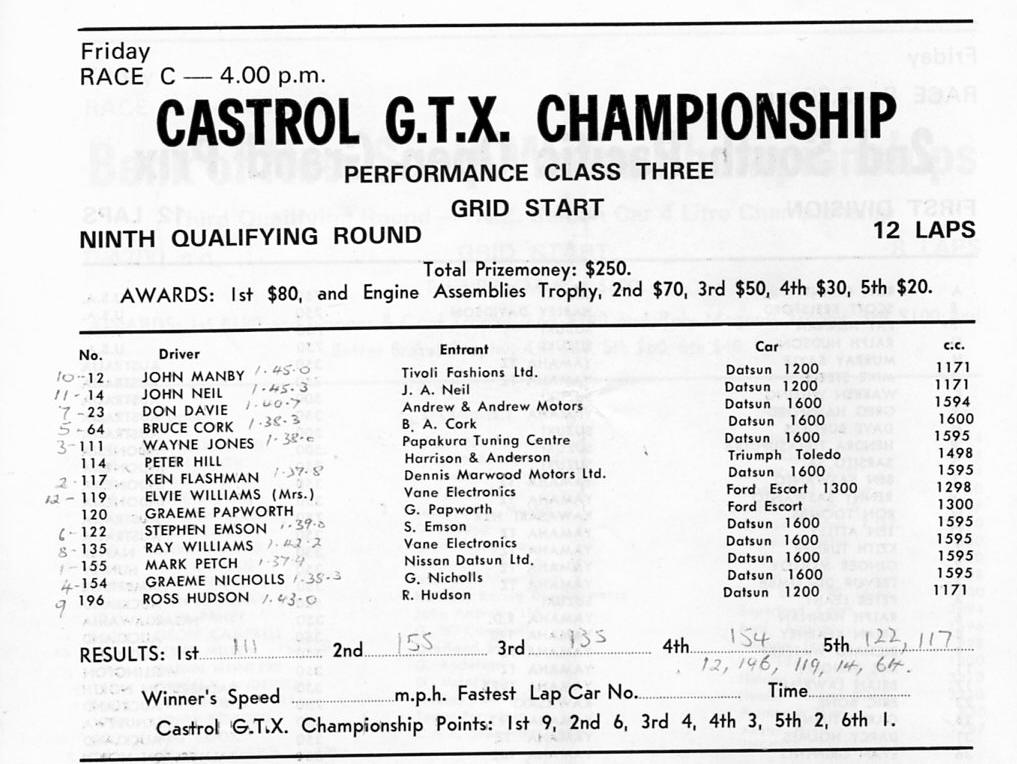 Friday
RACE C — 4.00 p.m.
CASTROL G.T.X. CHAMPIONSHIP
PERFORMANCE CLASS THREE
GRID START
NINTH QUALIFYING ROUND 12 LAPS
Total Prizemoney: $250.
AWARDS: 1st $80, and Engine Assemblies Trophy, 2nd $70, 3rd $50, 4th $30, 5th $20.
No. Driver Entrant Car c.c.
10- 12 JOHN MANBY 1.45.0 Tivoli Fashions Ltd. Datsun 1200 1171
11- 14 JOHN NEIL 1.45.3 J. A. Neil Datsun 1200 1171
7- 23 DON DAVIE 1.40.7 Andrew & Andrew Motors Datsun 1600 1594
5- 64 BRUCE CORK 1.38.3 B. A. Cork Datsun 1600 1600
3- 111 WAYNE JONES 1.38.0 Papakura Tuning Centre Datsun 1600 1595
114 PETER HILL Harrison & Anderson Triumph Toledo 1498
2- 117 KEN FLASHMAN 1.37.8 Dennis Marwood Motors Ltd. Datsun 1600 1595
12- 119 ELVIE WILLIAMS (Mrs.) Vane Electronics Ford Escort 1300 1298
120 GRAEME PAPWORTH G. Papworth Ford Escort 1300
6- 122 STEPHEN EMSON 1.39.0 S. Emson Datsun 1600 1595
8- 135 RAY WILLIAMS 1.42.2 Vane Electronics Datsun 1600 1595
1- 155 MARK PETCH Nissan Datsun Ltd. Datsun 1600 1595
4- 154 GRAEME NICHOLLS G. Nicholls Datsun 1600 1595
9 196 ROSS HUDSON 1.43.0 R. Hudson Datsun 1200 1171
RESULTS: 1st 111 2nd 155 3rd 4th 154 5th 122, 117
12, 196, 119, 14, 64.
Winner's Speed m.p.h. Fastest Lap Car No. Time
Castrol G.T.X. Championship Points: 1st 9, 2nd 6, 3rd 4, 4th 3, 5th 2, 6th 1.